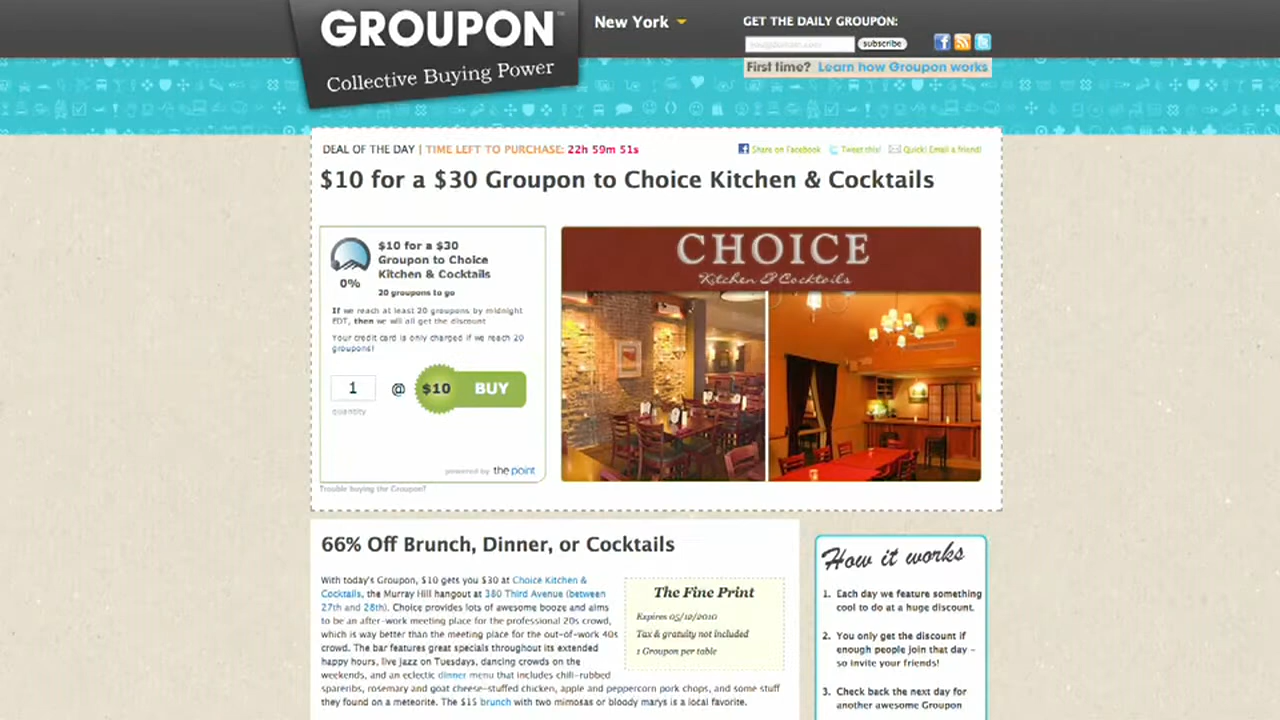 GROUPON
Collective Buying Power
New York
GET THE DAILY GROUPON:
subscribe
First time? Learn how Groupon works
DEAL OF THE DAY | TIME LEFT TO PURCHASE: 22h 59m 51s
Share on Facebook Tweet this! Quick! Email a friend!
$10 for a $30 Groupon to Choice Kitchen & Cocktails
$10 for a $30
Groupon to Choice
Kitchen & Cocktails
0%
20 groupons to go
If we reach at least 20 groupons by midnight
EDT, then we will all get the discount
Your credit card is only charged if we reach 20
groupons!
1 @ $10 BUY
quantity
powered by the point
Trouble buying the Groupon?
CHOICE
Kitchen & Cocktails
66% Off Brunch, Dinner, or Cocktails
With today's Groupon, $10 gets you $30 at Choice Kitchen &
Cocktails, the Murray Hill hangout at 380 Third Avenue (between
27th and 28th). Choice provides lots of awesome booze and aims
to be an after-work meeting place for the professional 20s crowd,
which is way better than the meeting place for the out-of-work 40s
crowd. The bar features great specials throughout its extended
happy hours, live jazz on Tuesdays, dancing crowds on the
weekends, and an eclectic dinner menu that includes chili-rubbed
spareribs, rosemary and goat cheese-stuffed chicken, apple and peppercorn pork chops, and some stuff
they found on a meteorite. The $15 brunch with two mimosas or bloody marys is a local favorite.
The Fine Print
Expires 05/12/2010
Tax & gratuity not included
1 Groupon per table
How it works
1. Each day we feature something
cool to do at a huge discount.
2. You only get the discount if
enough people join that day –
so invite your friends!
3. Check back the next day for
another awesome Groupon